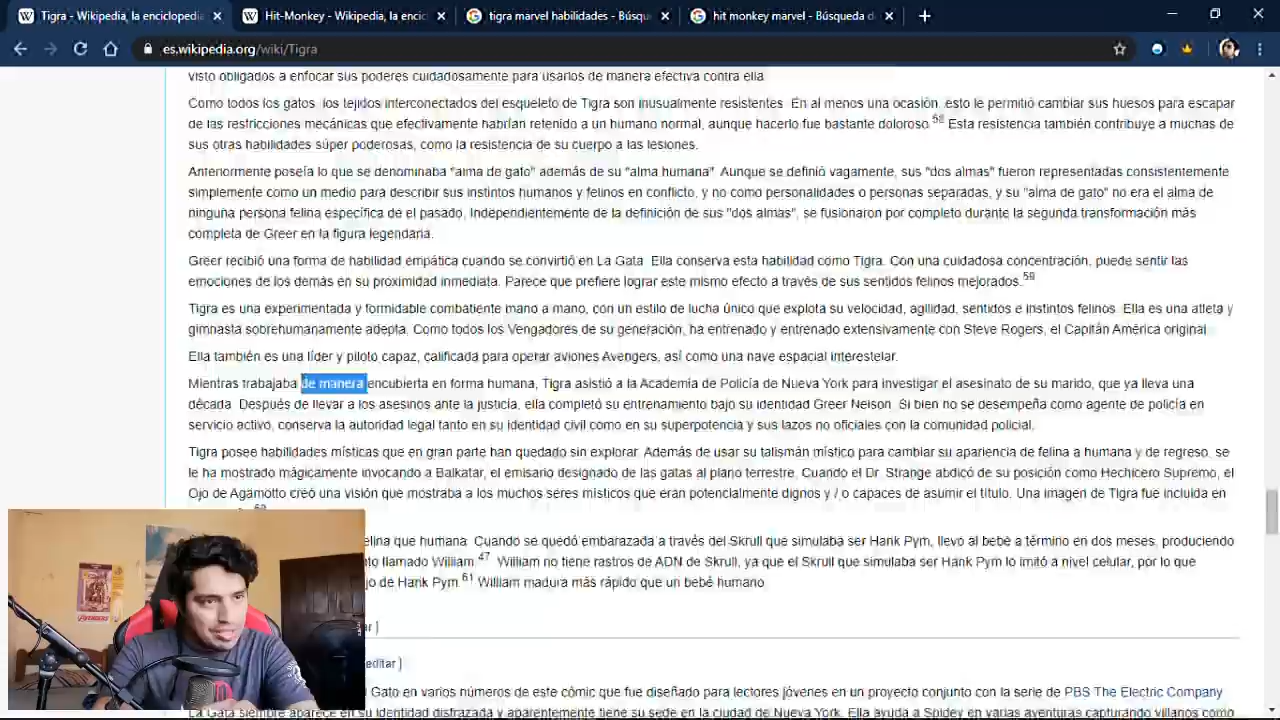 Tigra - Wikipedia, la enciclopedia
Hit-Monkey - Wikipedia, la encic
tigra marvel habilidades - Búsqu
hit monkey marvel - Búsqueda d
es.wikipedia.org/wiki/Tigra
visto obligados a enfocar sus poderes cuidadosamente para usarlos de manera efectiva contra ella
Como todos los gatos, los tejidos interconectados del esqueleto de Tigra son inusualmente resistentes. En al menos una ocasión, esto le permitió cambiar sus huesos para escapar
de las restricciones mecánicas que efectivamente habrían retenido a un humano normal, aunque hacerlo fue bastante doloroso.58 Esta resistencia también contribuye a muchas de
sus otras habilidades súper poderosas, como la resistencia de su cuerpo a las lesiones.
Anteriormente poseía lo que se denominaba "alma de gato" además de su "alma humana". Aunque se definió vagamente, sus "dos almas" fueron representadas consistentemente
simplemente como un medio para describir sus instintos humanos y felinos en conflicto, y no como personalidades o personas separadas, y su "alma de gato" no era el alma de
ninguna persona felina específica de el pasado, Independientemente de la definición de sus "dos almas", se fusionaron por completo durante la segunda transformación más
completa de Greer en la figura legendaria.
Greer recibió una forma de habilidad empática cuando se convirtió en La Gata. Ella conserva esta habilidad como Tigra. Con una cuidadosa concentración, puede sentir las
emociones de los demás en su proximidad inmediata. Parece que prefiere lograr este mismo efecto a través de sus sentidos felinos mejorados.59
Tigra es una experimentada y formidable combatiente mano a mano, con un estilo de lucha único que explota su velocidad, agilidad, sentidos e instintos felinos. Ella es una atleta y
gimnasta sobrehumanamente adepta. Como todos los Vengadores de su generación, ha entrenado y entrenado extensivamente con Steve Rogers, el Capitán América original.
Ella también es una líder y piloto capaz, calificada para operar aviones Avengers, así como una nave espacial interestelar.
Mientras trabajaba de manera encubierta en forma humana, Tigra asistió a la Academia de Policía de Nueva York para investigar el asesinato de su marido, que ya lleva una
década. Después de llevar a los asesinos ante la justicia, ella completó su entrenamiento bajo su identidad Greer Nelson. Si bien no se desempeña como agente de policía en
servicio activo, conserva la autoridad legal tanto en su identidad civil como en su superpotencia y sus lazos no oficiales con la comunidad policial.
Tigra posee habilidades místicas que en gran parte han quedado sin explorar. Además de usar su talismán místico para cambiar su apariencia de felina a humana y de regreso, se
le ha mostrado mágicamente invocando a Balkatar, el emisario designado de las gatas al plano terrestre. Cuando el Dr. Strange abdicó de su posición como Hechicero Supremo, el
Ojo de Agamotto creó una visión que mostraba a los muchos seres místicos que eran potencialmente dignos y / o capaces de asumir el título. Una imagen de Tigra fue incluida en
elina que humana. Cuando se quedó embarazada a través del Skrull que simulaba ser Hank Pym, llevó al bebé a término en dos meses, produciendo
nto llamado William.47 William no tiene rastros de ADN de Skrull, ya que el Skrull que simulaba ser Hank Pym lo imitó a nivel celular, por lo que
jo de Hank Pym.61 William madura más rápido que un bebé humano
ar ]
editar ]
Gato en varios números de este cómic que fue diseñado para lectores jóvenes en un proyecto conjunto con la serie de PBS The Electric Company
La Gata siempre aparece en su identidad disfrazada y aparentemente tiene su sede en la ciudad de Nueva York. Ella ayuda a Spidey en varias aventuras capturando villanos como
AVENGERS